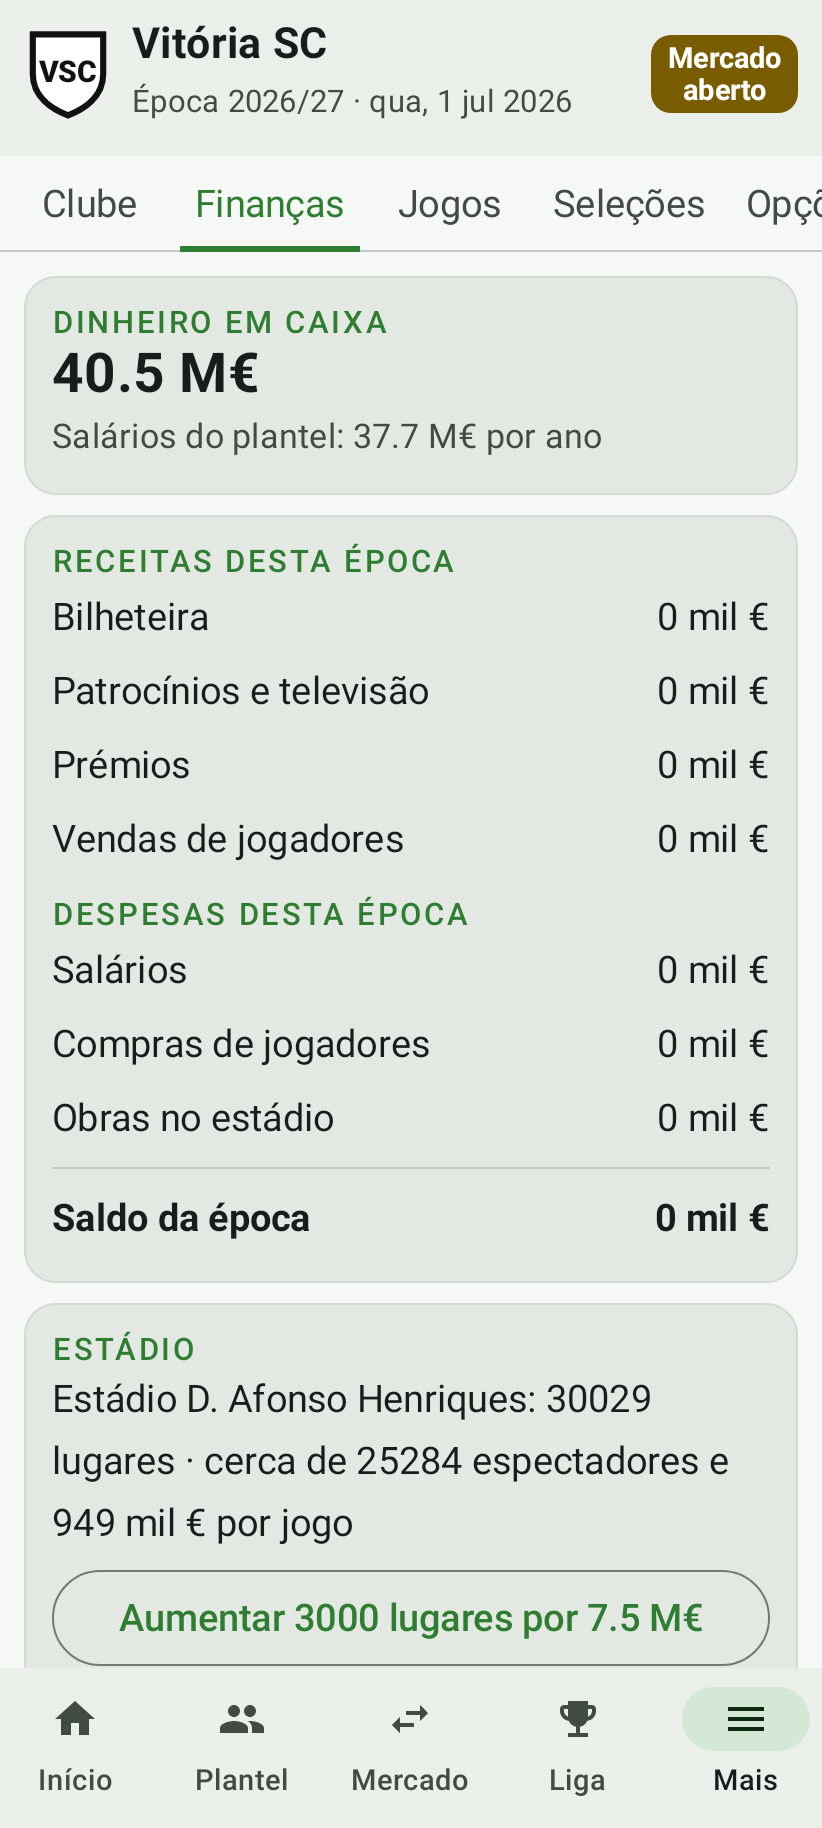 VSC
Vitória SC
Época 2026/27 · qua, 1 jul 2026
Mercado
aberto
Clube
Finanças
Jogos
Seleções
Opçõ
DINHEIRO EM CAIXA
40.5 M€
Salários do plantel: 37.7 M€ por ano
RECEITAS DESTA ÉPOCA
Bilheteira 0 mil €
Patrocínios e televisão 0 mil €
Prémios 0 mil €
Vendas de jogadores 0 mil €
DESPESAS DESTA ÉPOCA
Salários 0 mil €
Compras de jogadores 0 mil €
Obras no estádio 0 mil €
Saldo da época 0 mil €
ESTÁDIO
Estádio D. Afonso Henriques: 30029
lugares · cerca de 25284 espectadores e
949 mil € por jogo
Aumentar 3000 lugares por 7.5 M€
Início
Plantel
Mercado
Liga
Mais